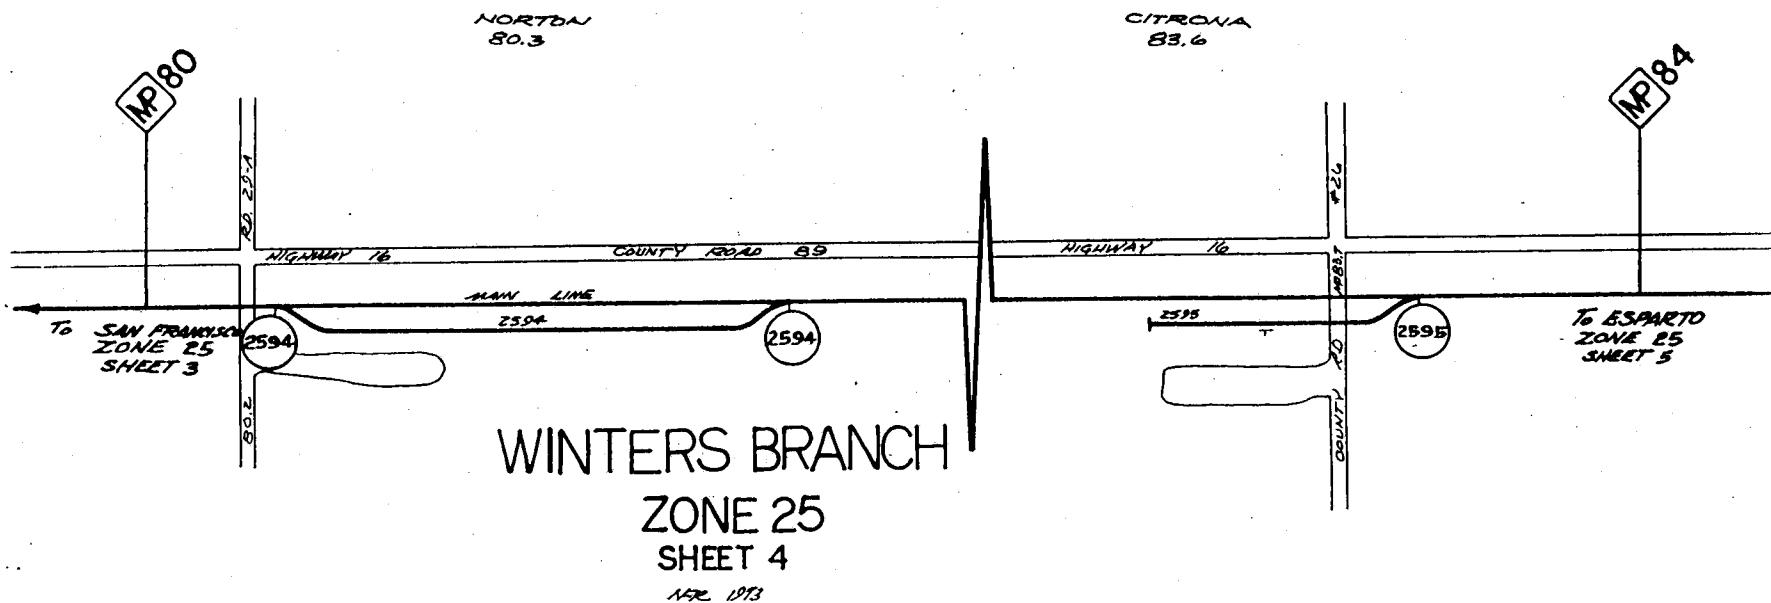 NORTON
80.3
CITRONA
83.6
MP 80
MP 84
RD. 29-A
#26
HIGHWAY 16
COUNTY ROAD 89
HIGHWAY 16
MP83.7
MAIN LINE
2594
2595
To SAN FRANCISCO
ZONE 25
SHEET 3
2594
2594
T
2595
To ESPARTO
ZONE 25
SHEET 5
80.2
COUNTY RD
WINTERS BRANCH
ZONE 25
SHEET 4
1973